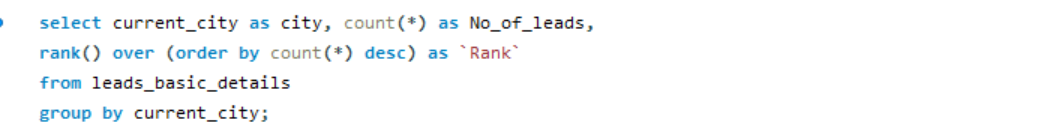 select current_city as city, count(*) as No_of_leads,
rank() over (order by count(*) desc) as `Rank`
from leads_basic_details
group by current_city;